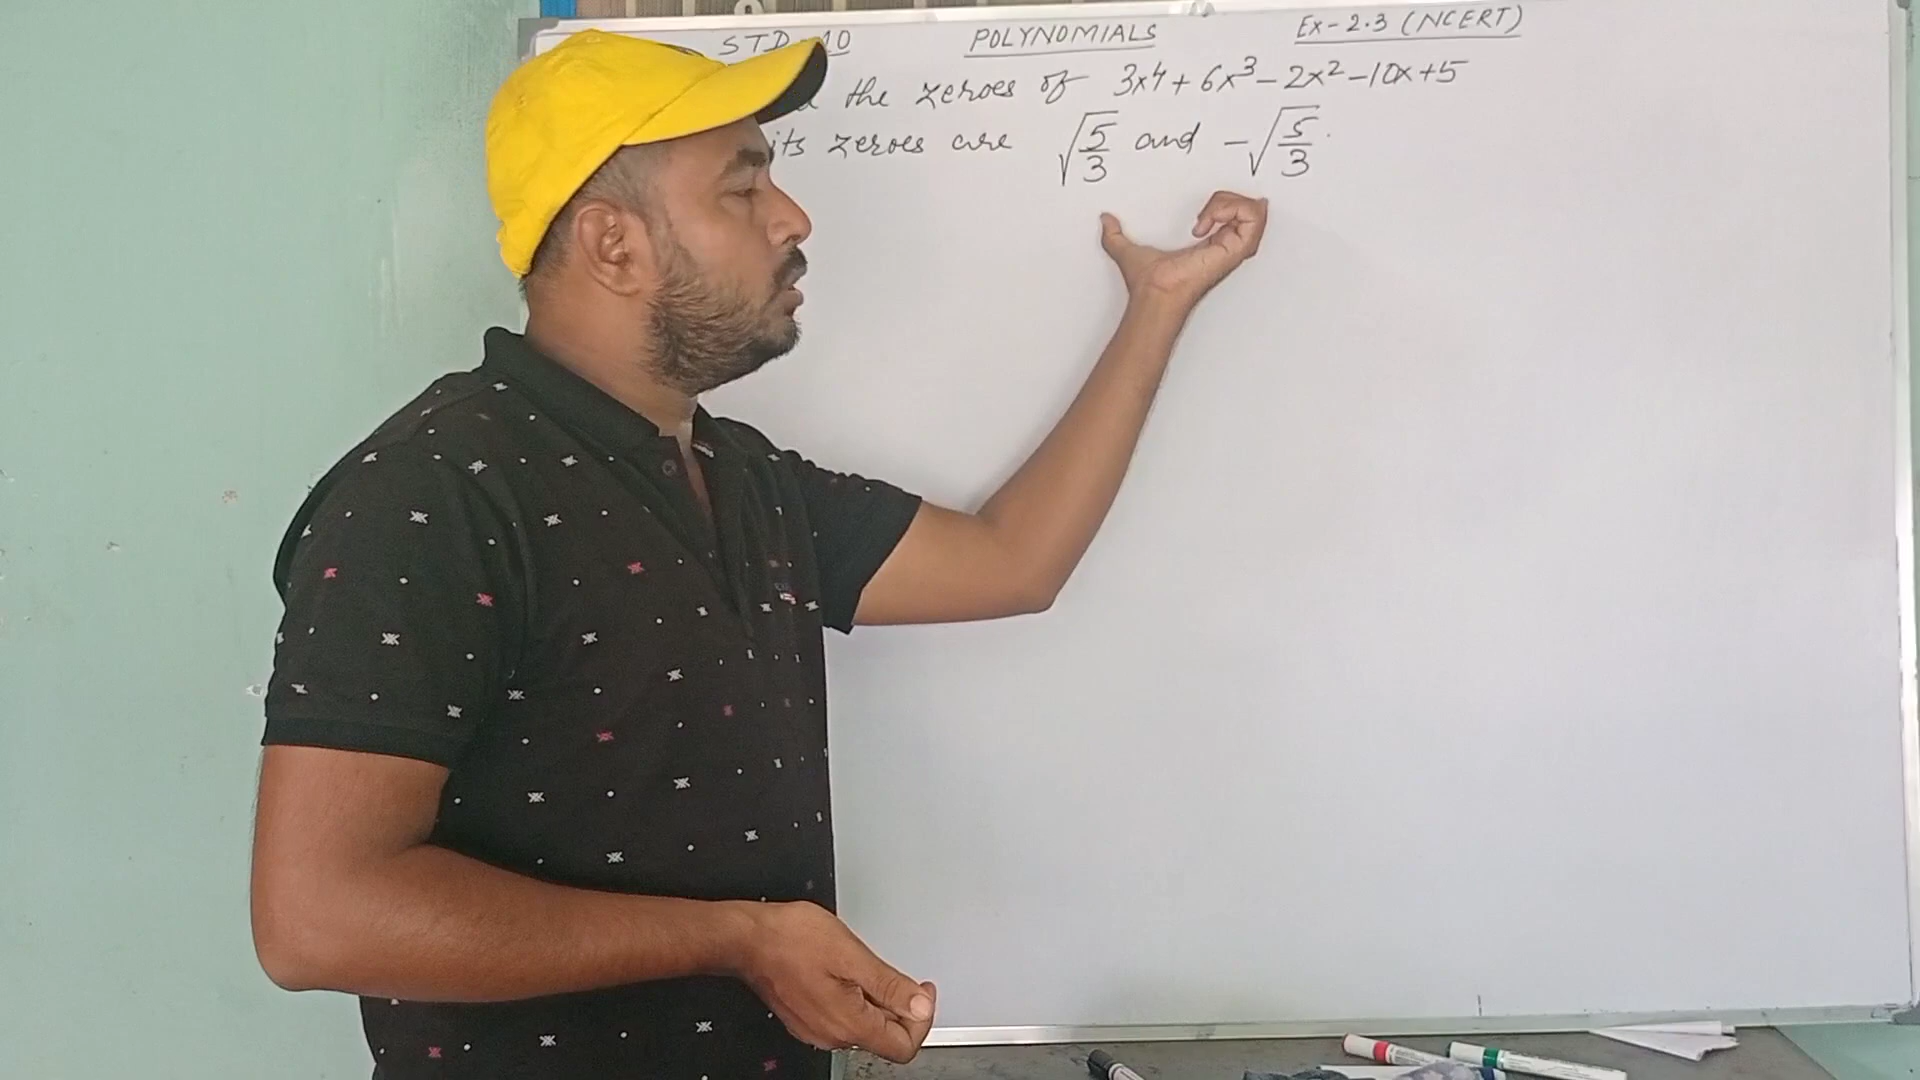 STD-10 POLYNOMIALS Ex-2.3 (NCERT)
the zeroes of 3x4 + 6x³ - 2x² - 10x + 5
its zeroes are √5/3 and -√5/3.